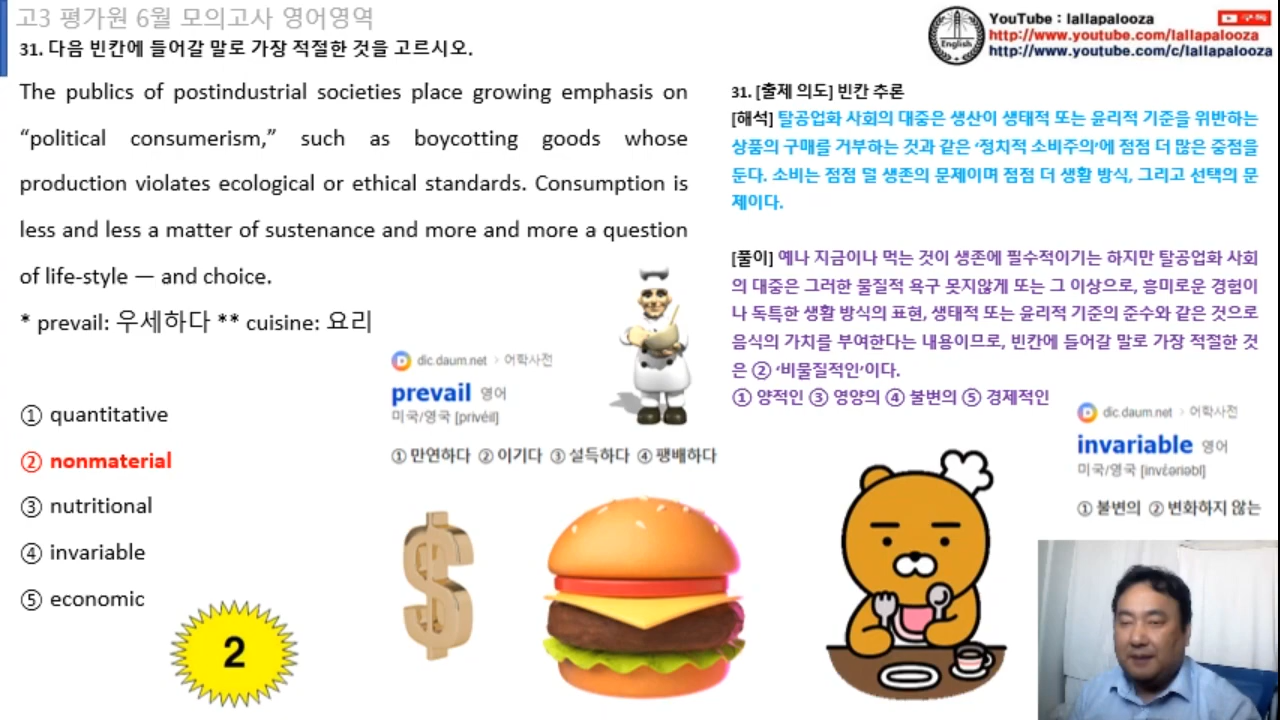 고3 평가원 6월 모의고사 영어영역
31. 다음 빈칸에 들어갈 말로 가장 적절한 것을 고르시오.
The publics of postindustrial societies place growing emphasis on
“political consumerism,” such as boycotting goods whose
production violates ecological or ethical standards. Consumption is
less and less a matter of sustenance and more and more a question
of life-style — and choice.
* prevail: 우세하다 ** cuisine: 요리
① quantitative
② nonmaterial
③ nutritional
④ invariable
⑤ economic
2
dic.daum.net > 어학사전
prevail 영어
미국/영국 [privéil]
① 만연하다 ② 이기다 ③ 설득하다 ④ 팽배하다
English
YouTube : lallapalooza
구독
http://www.youtube.com/lallapalooza
http://www.youtube.com/c/lallapalooza
31. [출제 의도] 빈칸 추론
[해석] 탈공업화 사회의 대중은 생산이 생태적 또는 윤리적 기준을 위반하는
상품의 구매를 거부하는 것과 같은 ‘정치적 소비주의’에 점점 더 많은 중점을
둔다. 소비는 점점 덜 생존의 문제이며 점점 더 생활 방식, 그리고 선택의 문
제이다.
[풀이] 예나 지금이나 먹는 것이 생존에 필수적이기는 하지만 탈공업화 사회
의 대중은 그러한 물질적 욕구 못지않게 또는 그 이상으로, 흥미로운 경험이
나 독특한 생활 방식의 표현, 생태적 또는 윤리적 기준의 준수와 같은 것으로
음식의 가치를 부여한다는 내용이므로, 빈칸에 들어갈 말로 가장 적절한 것
은 ② ‘비물질적인’이다.
① 양적인 ③ 영양의 ④ 불변의 ⑤ 경제적인
dic.daum.net > 어학사전
invariable 영어
미국/영국 [invέəriəbl]
① 불변의 ② 변화하지 않는